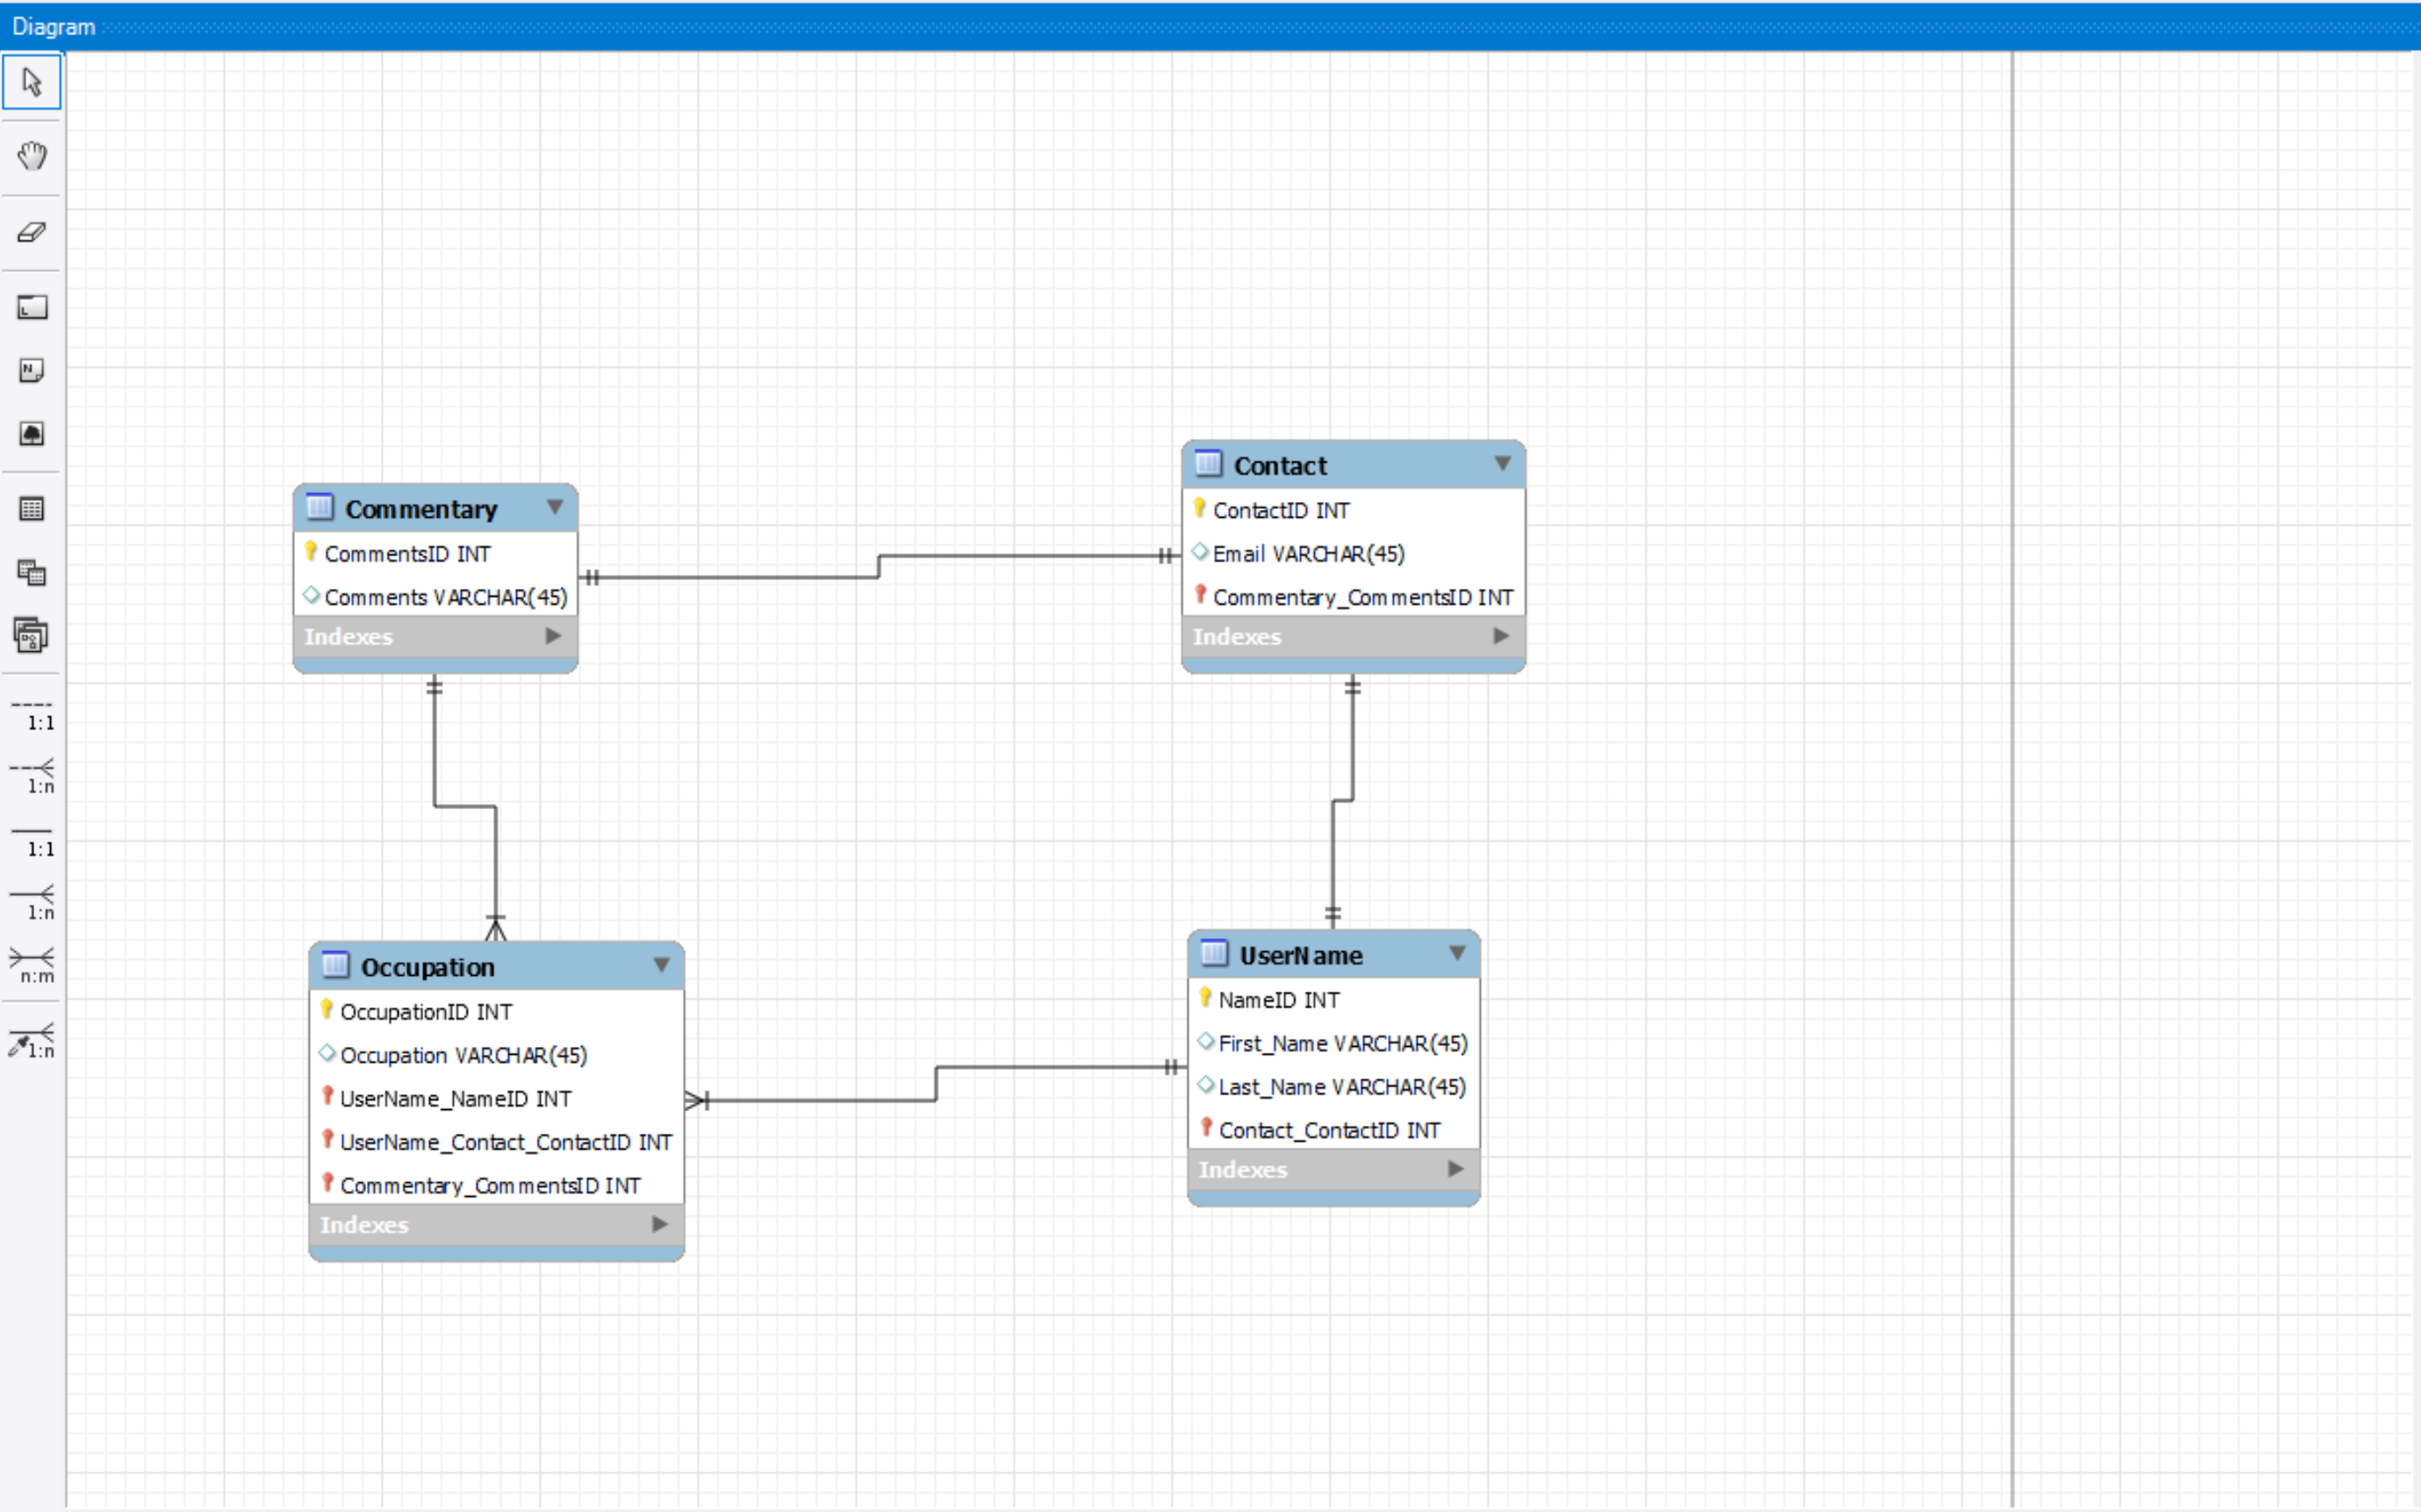 Diagram
1:1
1:n
1:1
1:n
n:m
1:n
Commentary
CommentsID INT
Comments VARCHAR(45)
Indexes
Contact
ContactID INT
Email VARCHAR(45)
Commentary_CommentsID INT
Indexes
Occupation
OccupationID INT
Occupation VARCHAR(45)
UserName_NameID INT
UserName_Contact_ContactID INT
Commentary_CommentsID INT
Indexes
UserName
NameID INT
First_Name VARCHAR(45)
Last_Name VARCHAR(45)
Contact_ContactID INT
Indexes